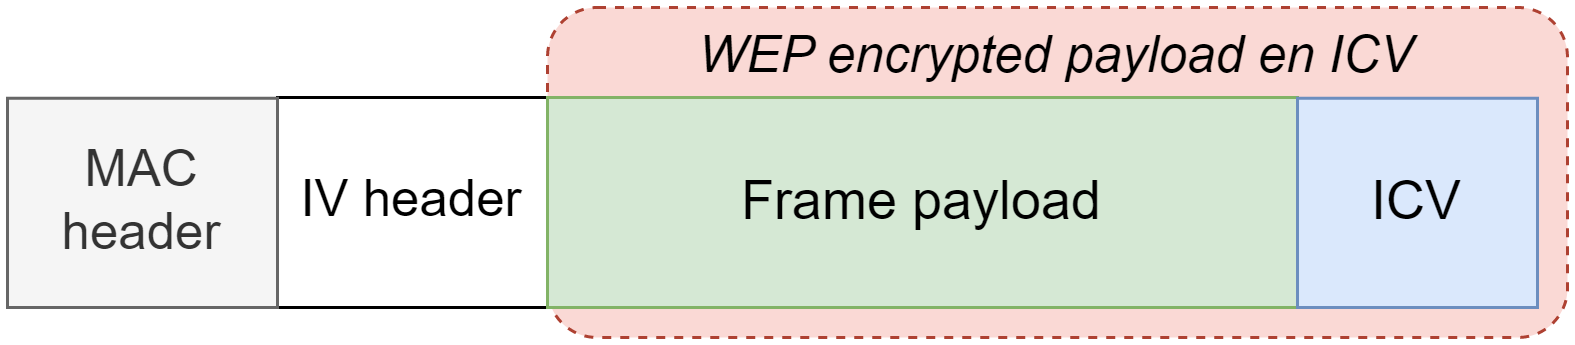 WEP encrypted payload en ICV
MAC
header
IV header
Frame payload
ICV